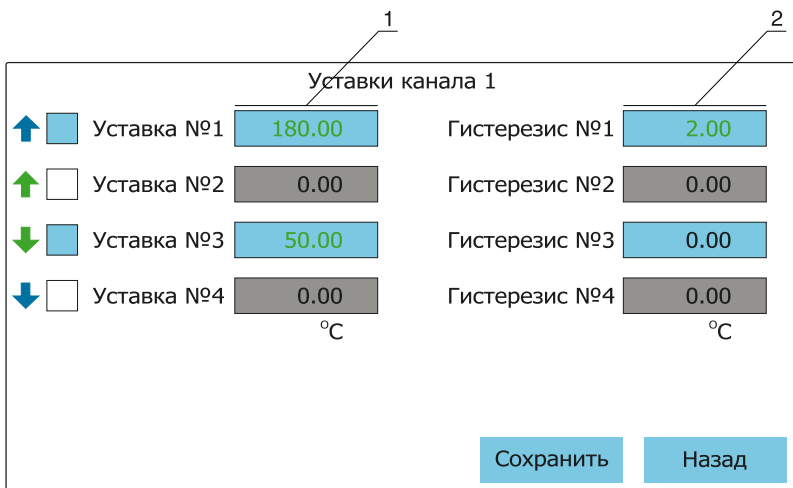 1 2
Уставки канала 1
Уставка №1 180.00 Гистерезис №1 2.00
Уставка №2 0.00 Гистерезис №2 0.00
Уставка №3 50.00 Гистерезис №3 0.00
Уставка №4 0.00 Гистерезис №4 0.00
°C °C
Сохранить Назад